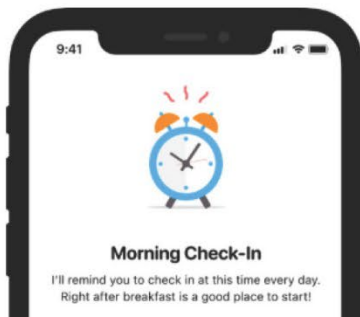 9:41
Morning Check-In
I'll remind you to check in at this time every day.
Right after breakfast is a good place to start!